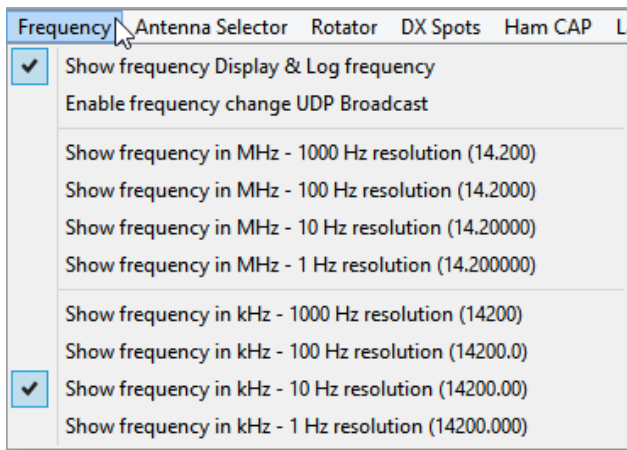 Frequency Antenna Selector Rotator DX Spots Ham CAP
Show frequency Display & Log frequency
Enable frequency change UDP Broadcast
Show frequency in MHz - 1000 Hz resolution (14.200)
Show frequency in MHz - 100 Hz resolution (14.2000)
Show frequency in MHz - 10 Hz resolution (14.20000)
Show frequency in MHz - 1 Hz resolution (14.200000)
Show frequency in kHz - 1000 Hz resolution (14200)
Show frequency in kHz - 100 Hz resolution (14200.0)
Show frequency in kHz - 10 Hz resolution (14200.00)
Show frequency in kHz - 1 Hz resolution (14200.000)